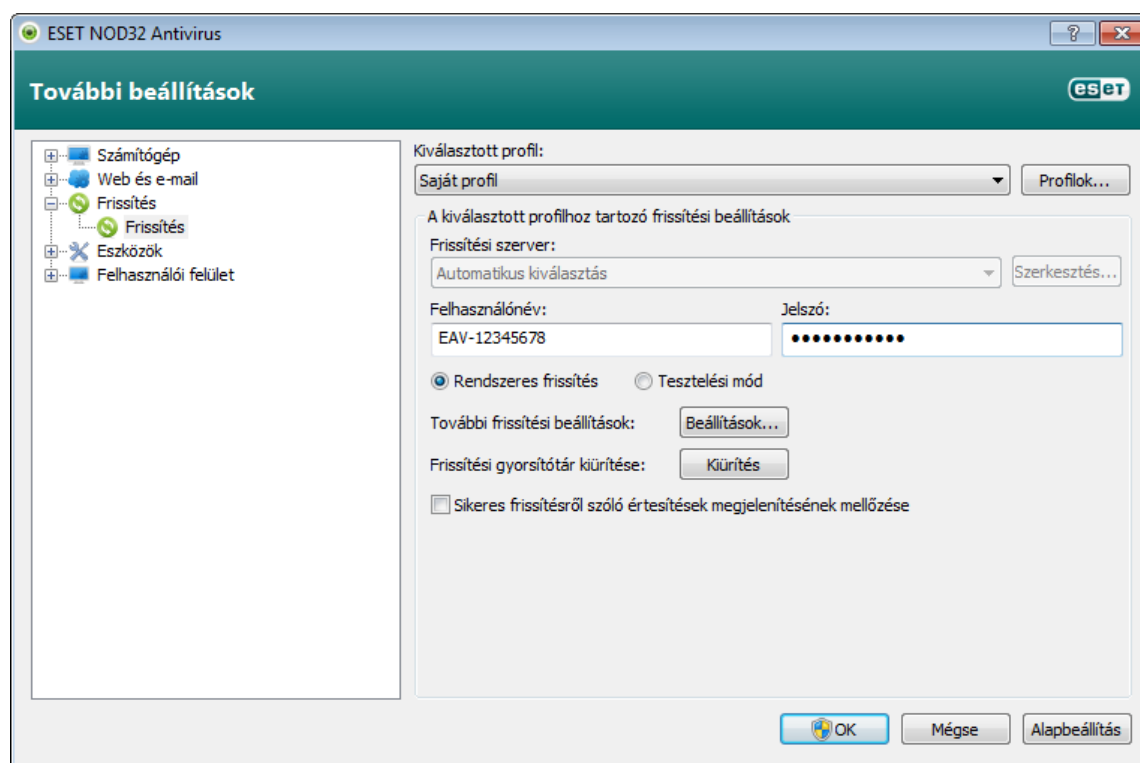 ESET NOD32 Antivirus
További beállítások
eset
Számítógép
Web és e-mail
Frissítés
Frissítés
Eszközök
Felhasználói felület
Kiválasztott profil:
Saját profil
Profilok...
A kiválasztott profilhoz tartozó frissítési beállítások
Frissítési szerver:
Automatikus kiválasztás
Szerkesztés...
Felhasználónév:
Jelszó:
EAV-12345678
●●●●●●●●●●●
Rendszeres frissítés
Tesztelési mód
További frissítési beállítások:
Beállítások...
Frissítési gyorsítótár kiürítése:
Kiürítés
Sikeres frissítésről szóló értesítések megjelenítésének mellőzése
OK
Mégse
Alapbeállítás